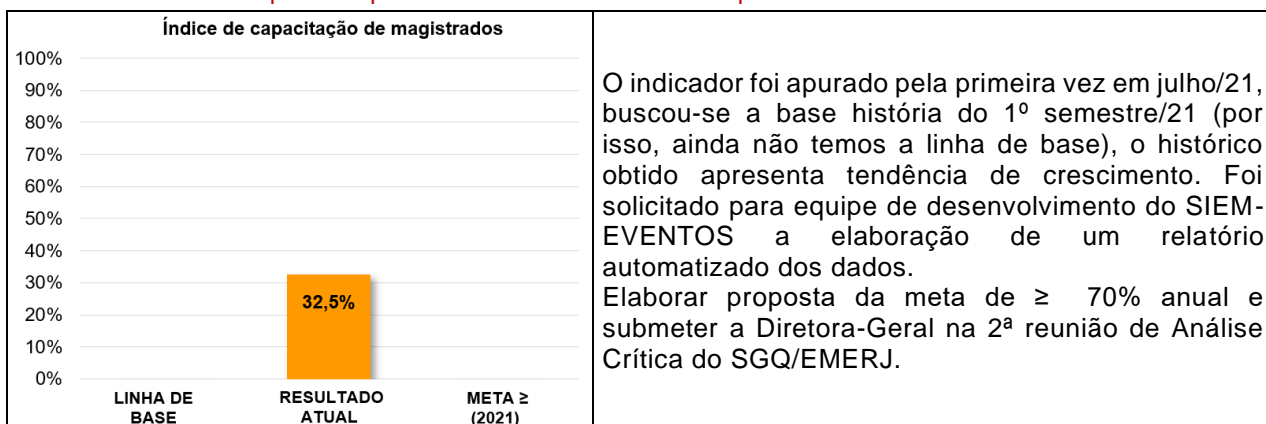 Índice de capacitação de magistrados
100%
90%
80%
70%
60%
50%
40%
30%
20%
10%
0%
32,5%
LINHA DE
BASE
RESULTADO
ATUAL
META ≥
(2021)
O indicador foi apurado pela primeira vez em julho/21,
buscou-se a base história do 1º semestre/21 (por
isso, ainda não temos a linha de base), o histórico
obtido apresenta tendência de crescimento. Foi
solicitado para equipe de desenvolvimento do SIEM-
EVENTOS a elaboração de um relatório
automatizado dos dados.
Elaborar proposta da meta de ≥ 70% anual e
submeter a Diretora-Geral na 2ª reunião de Análise
Crítica do SGQ/EMERJ.